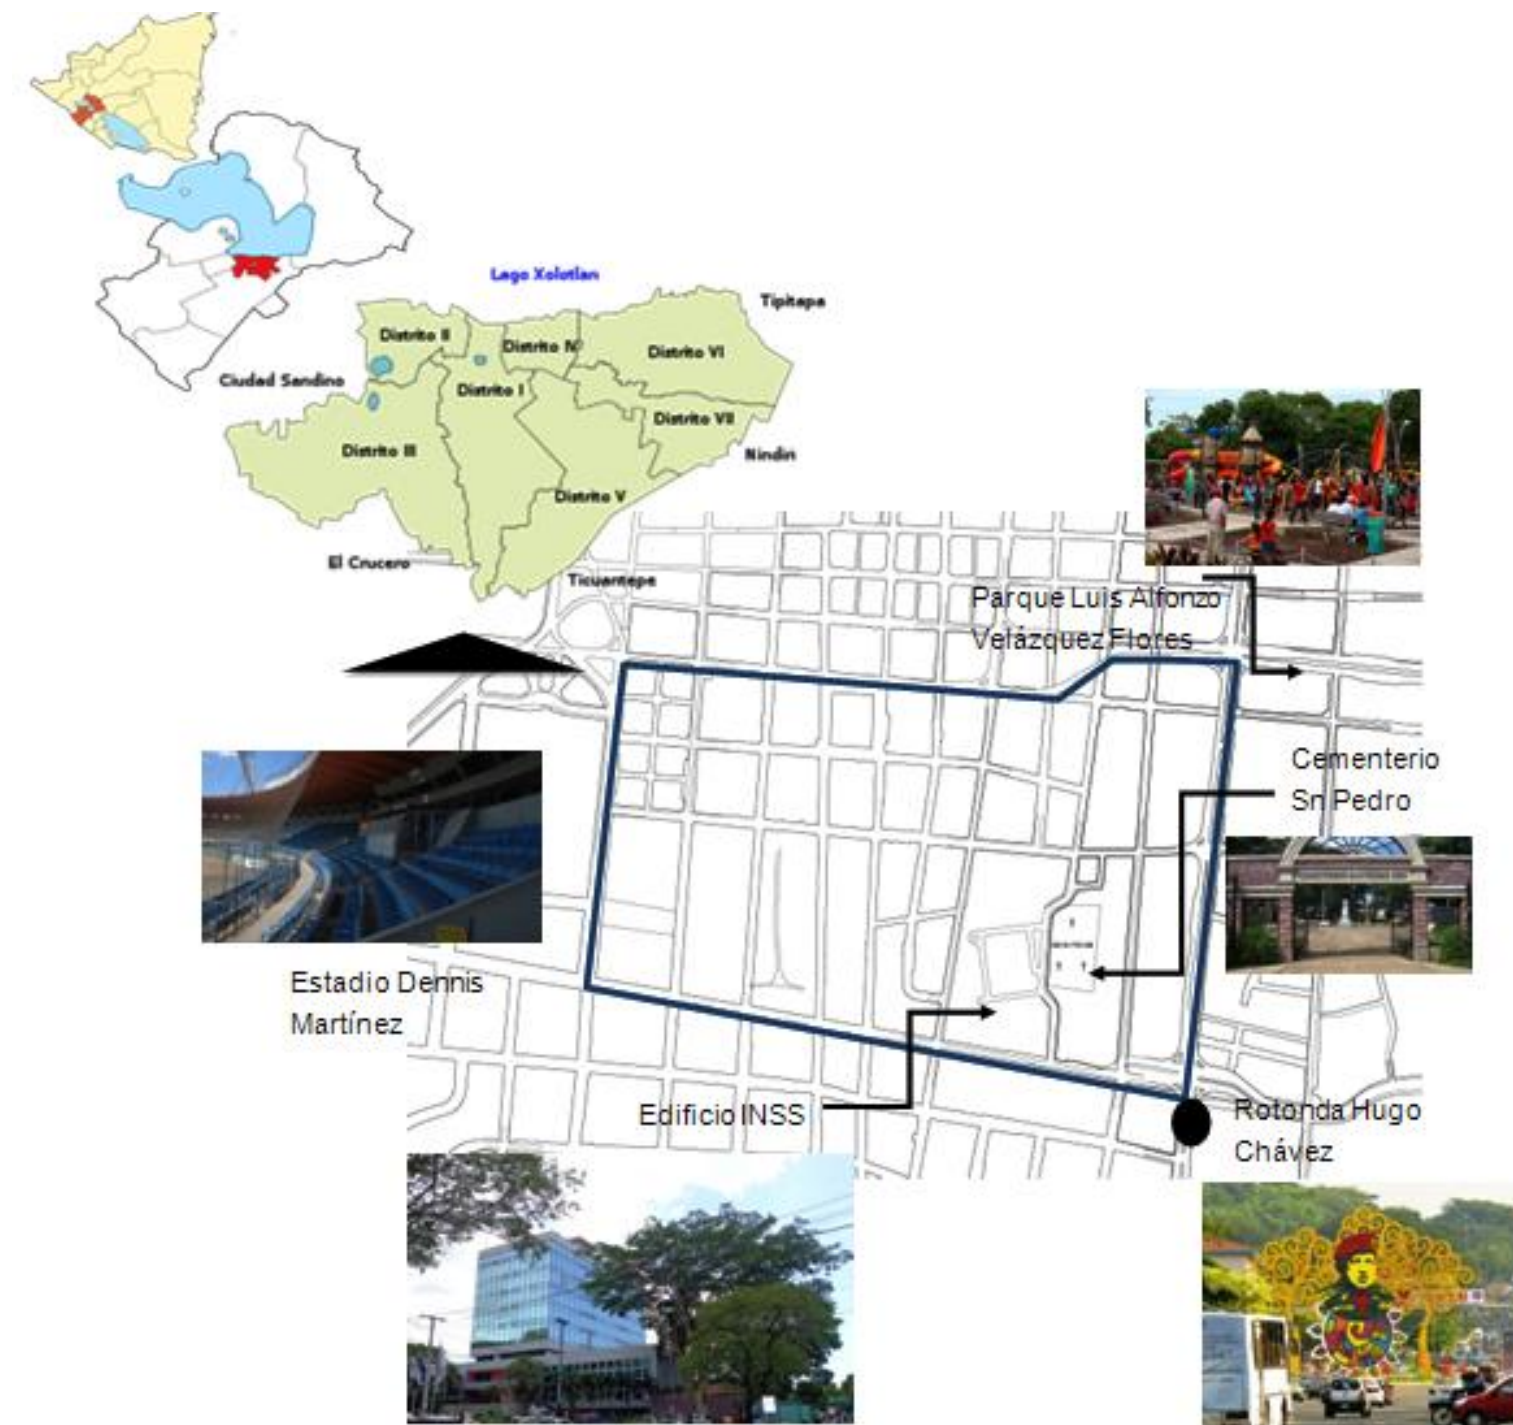 Lago Xolotlan
Tipitapa
Distrito II
Distrito IV
Distrito VI
Ciudad Sandino
Distrito I
Distrito VII
Distrito III
Nindiri
Distrito V
El Crucero
Ticuantepe
Parque Luis Alfonzo
Velázquez Flores
Cementerio
Sn Pedro
Estadio Dennis
Martínez
Edificio INSS
Rotonda Hugo
Chávez